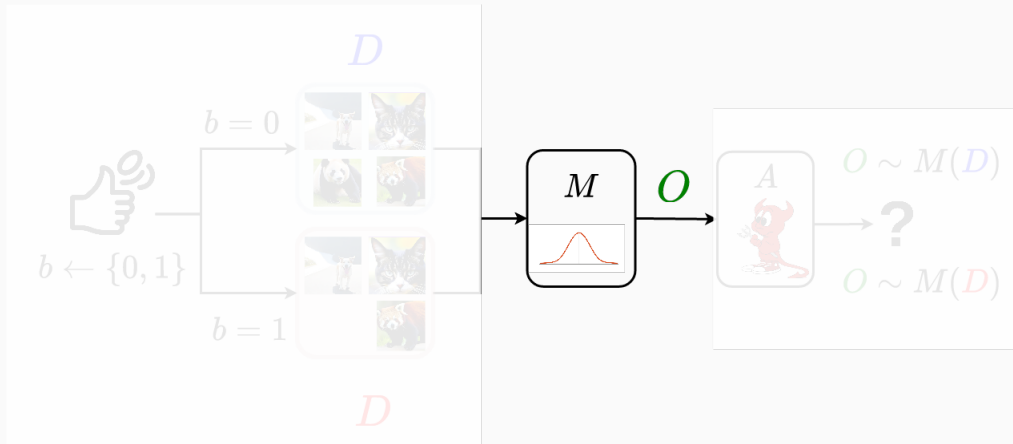 D
b = 0
b ← {0, 1}
b = 1
D
M
O
A
O ∼ M(D)
?
O ∼ M(D)